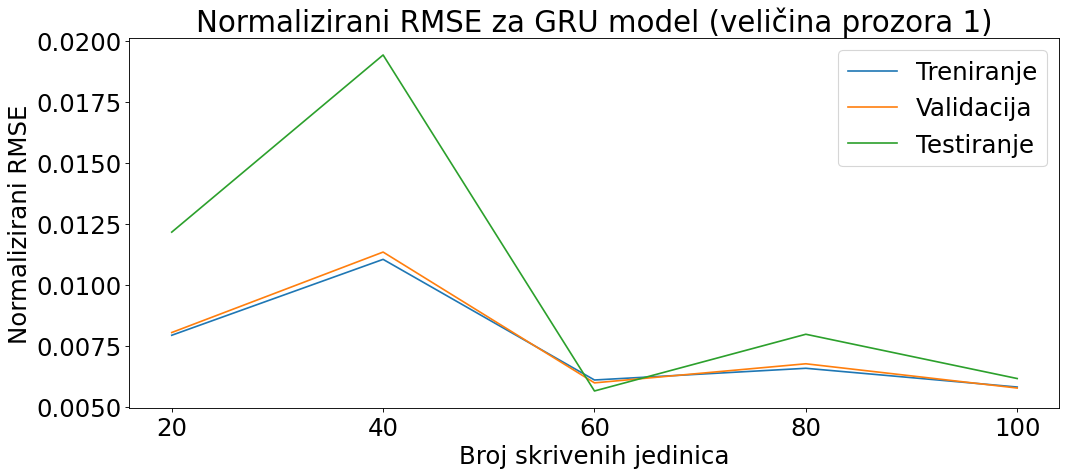 Normalizirani RMSE za GRU model (veličina prozora 1)
Normalizirani RMSE
0.0200
0.0175
0.0150
0.0125
0.0100
0.0075
0.0050
Treniranje
Validacija
Testiranje
20
40
60
80
100
Broj skrivenih jedinica